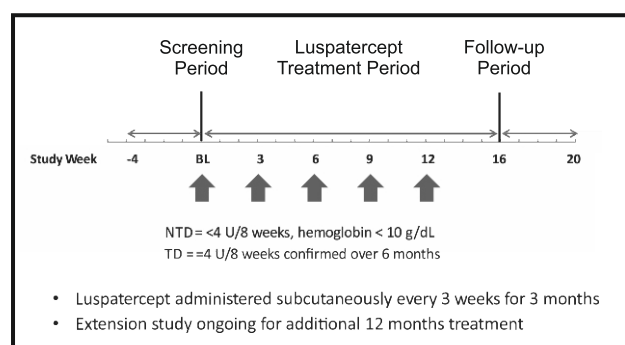 Screening Period
Luspatercept Treatment Period
Follow-up Period
Study Week -4 BL 3 6 9 12 16 20
NTD = <4 U/8 weeks, hemoglobin < 10 g/dL
TD = =4 U/8 weeks confirmed over 6 months
• Luspatercept administered subcutaneously every 3 weeks for 3 months
• Extension study ongoing for additional 12 months treatment